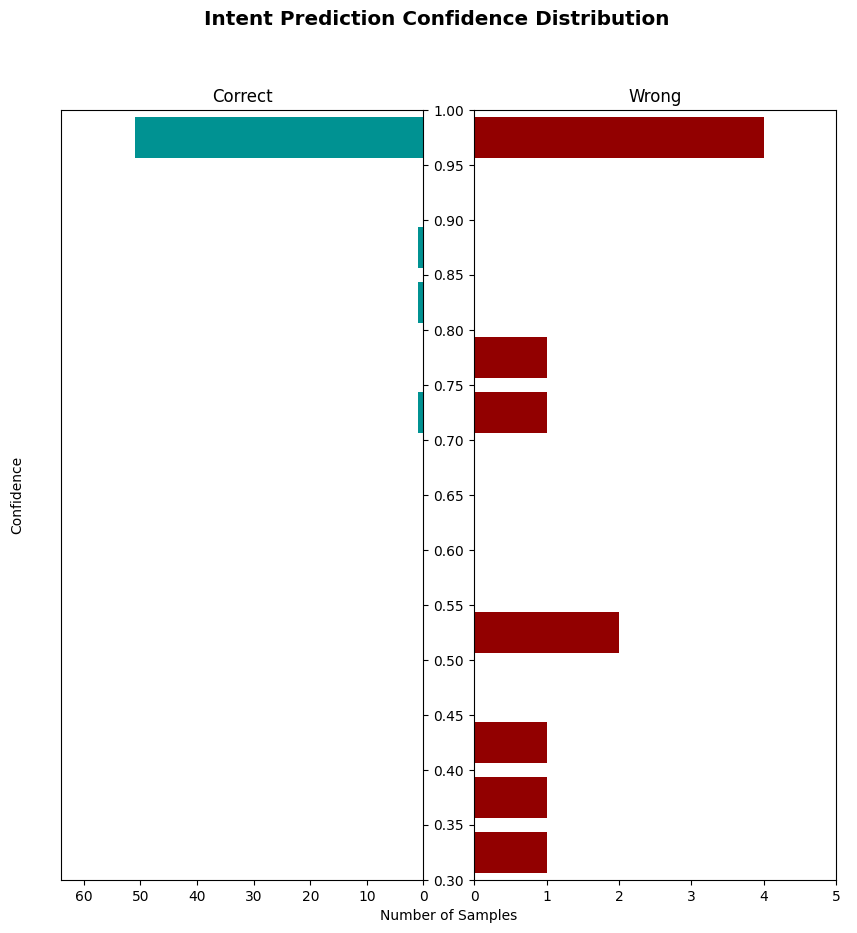 Intent Prediction Confidence Distribution
Correct
Wrong
1.00
0.95
0.90
0.85
0.80
0.75
0.70
0.65
0.60
0.55
0.50
0.45
0.40
0.35
0.30
Confidence
60 50 40 30 20 10 0
0 1 2 3 4 5
Number of Samples